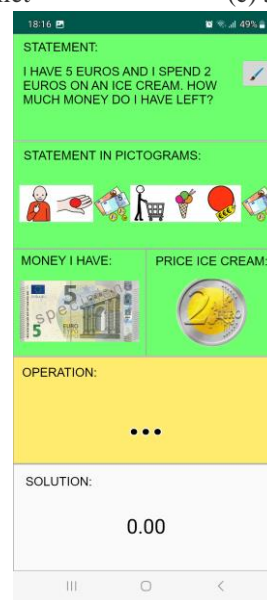 18:16 49%
STATEMENT:
I HAVE 5 EUROS AND I SPEND 2
EUROS ON AN ICE CREAM. HOW
MUCH MONEY DO I HAVE LEFT?
STATEMENT IN PICTOGRAMS:
MONEY I HAVE: PRICE ICE CREAM:
5
EURO
5
2
OPERATION:
...
SOLUTION:
0.00